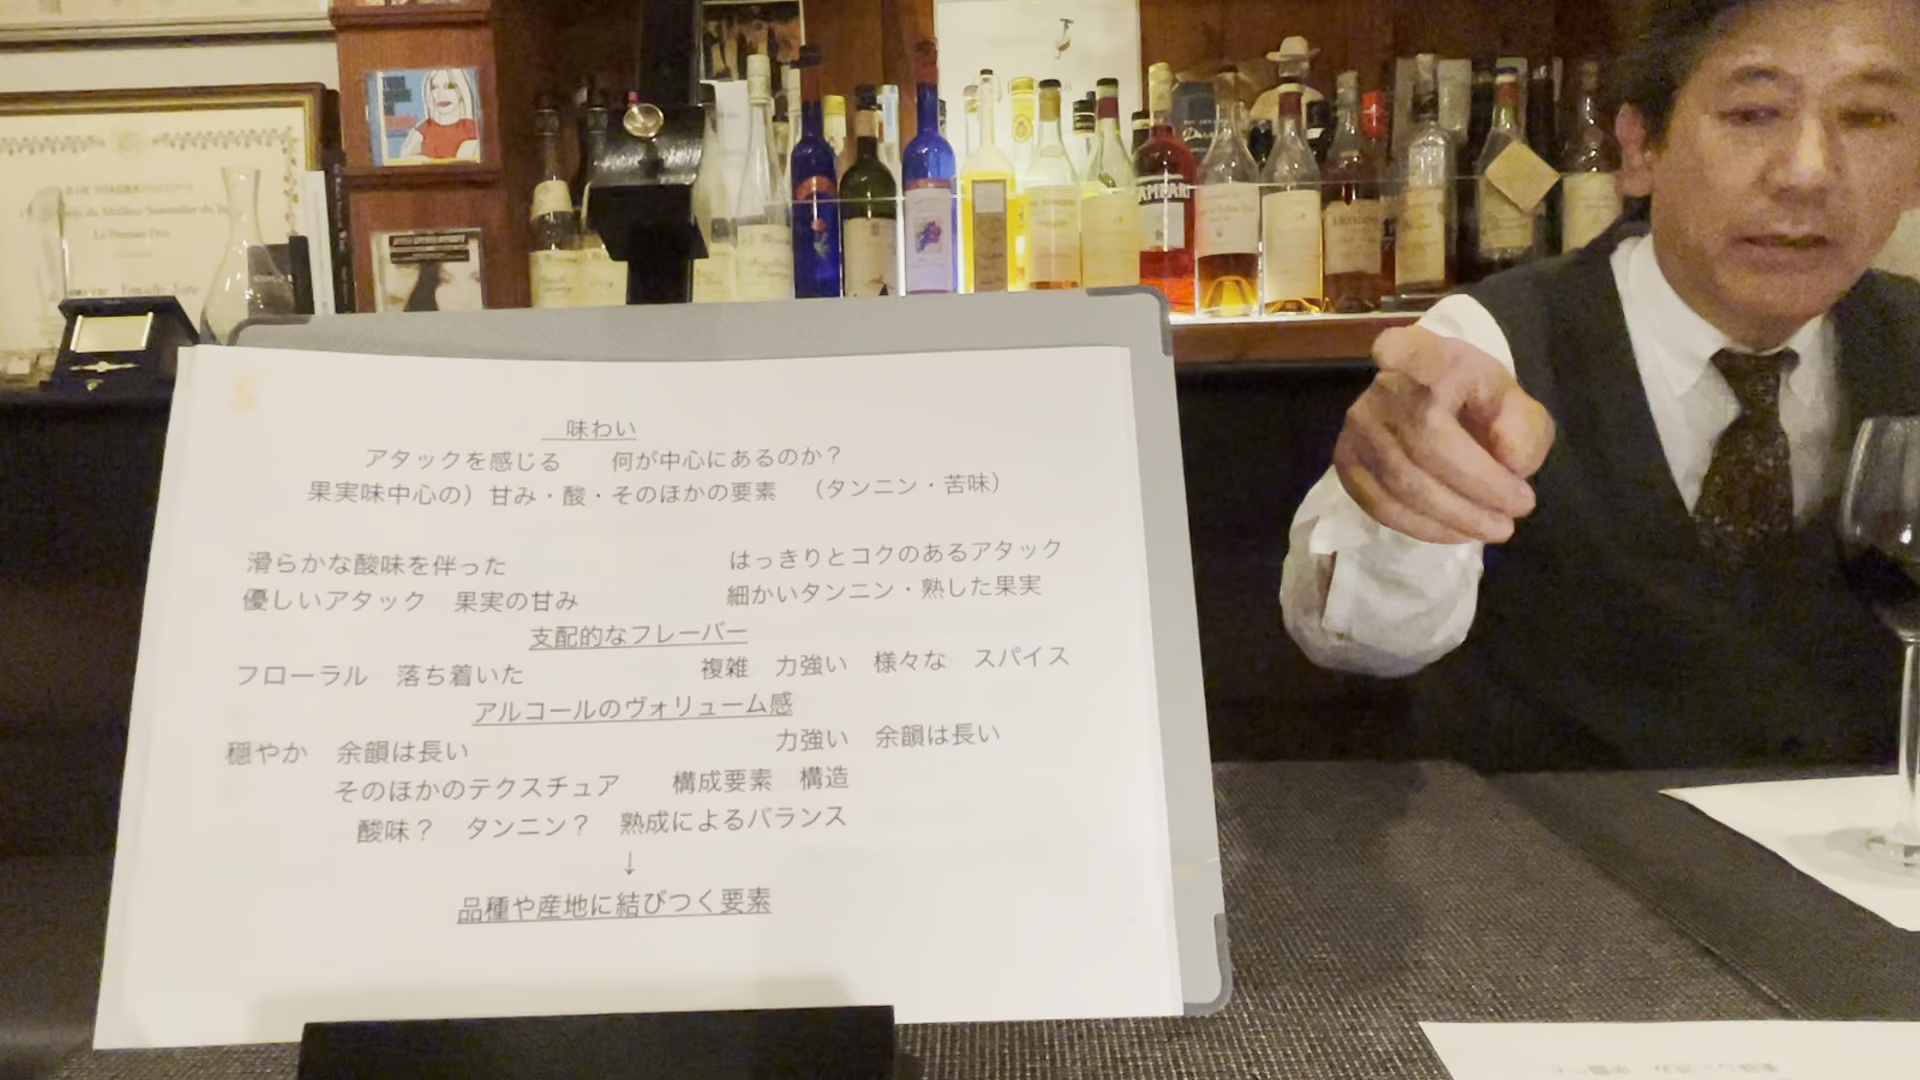 味わい
アタックを感じる　　何が中心にあるのか？
果実味中心の）甘み・酸・そのほかの要素　（タンニン・苦味）
滑らかな酸味を伴った
優しいアタック　果実の甘み
はっきりとコクのあるアタック
細かいタンニン・熟した果実
支配的なフレーバー
フローラル　落ち着いた　　複雑　力強い　様々な　スパイス
アルコールのヴォリューム感
穏やか　余韻は長い　　力強い　余韻は長い
そのほかのテクスチュア　　構成要素　構造
酸味？　タンニン？　熟成によるバランス
↓
品種や産地に結びつく要素
CAMPARI